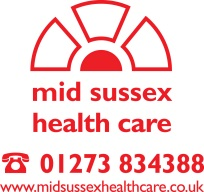 mid sussex
health care
☎ 01273 834388
www.midsussexhealthcare.co.uk